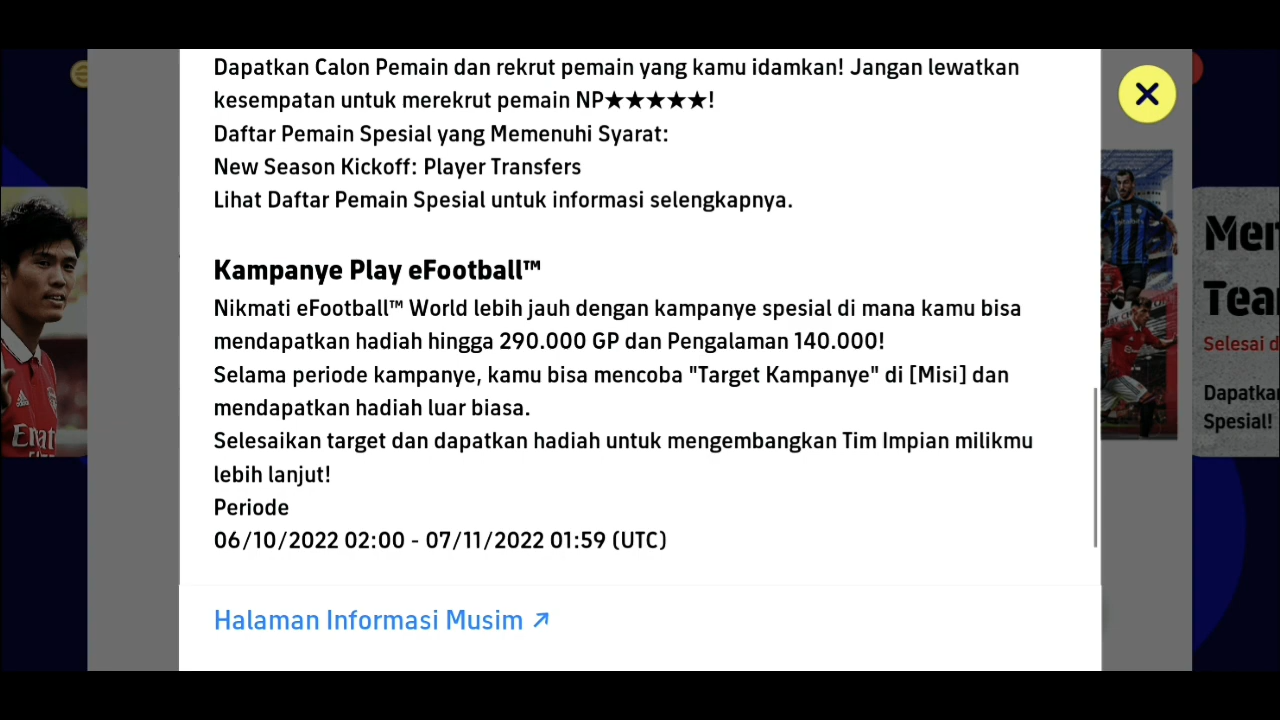 Dapatkan Calon Pemain dan rekrut pemain yang kamu idamkan! Jangan lewatkan
kesempatan untuk merekrut pemain NP★★★★★!
Daftar Pemain Spesial yang Memenuhi Syarat:
New Season Kickoff: Player Transfers
Lihat Daftar Pemain Spesial untuk informasi selengkapnya.
Kampanye Play eFootball™
Nikmati eFootball™ World lebih jauh dengan kampanye spesial di mana kamu bisa
mendapatkan hadiah hingga 290.000 GP dan Pengalaman 140.000!
Selama periode kampanye, kamu bisa mencoba "Target Kampanye" di [Misi] dan
mendapatkan hadiah luar biasa.
Selesaikan target dan dapatkan hadiah untuk mengembangkan Tim Impian milikmu
lebih lanjut!
Periode
06/10/2022 02:00 - 07/11/2022 01:59 (UTC)
Halaman Informasi Musim ↗
Selesai d
Spesial!